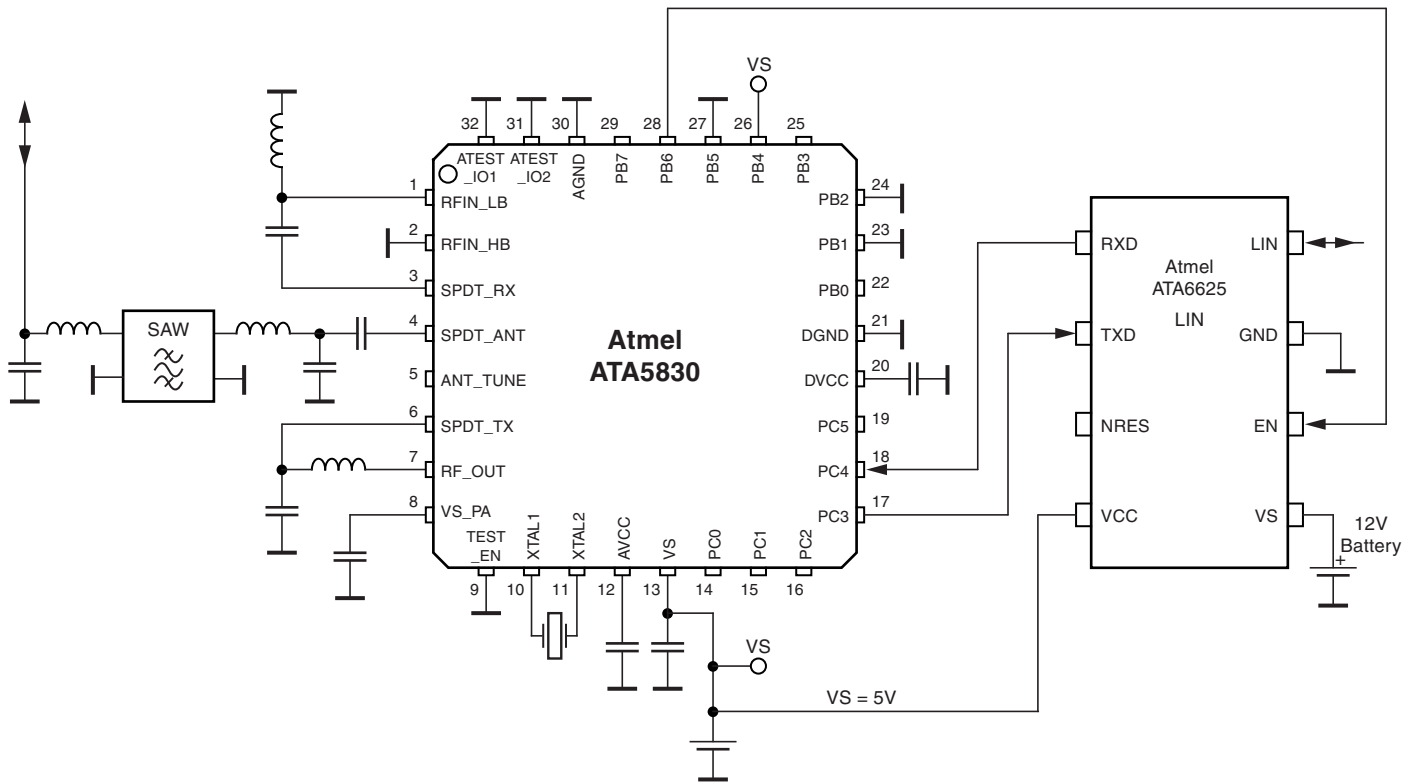 VS
32
31
30
29
28
27
26
25
ATEST
_IO1
ATEST
_IO2
AGND
PB7
PB6
PB5
PB4
PB3
1
RFIN_LB
2
RFIN_HB
3
SPDT_RX
4
SPDT_ANT
5
ANT_TUNE
6
SPDT_TX
7
RF_OUT
8
VS_PA
SAW
Atmel
ATA5830
24
PB2
23
PB1
22
PB0
21
DGND
20
DVCC
19
PC5
18
PC4
17
PC3
TEST
_EN
XTAL1
XTAL2
AVCC
VS
PC0
PC1
PC2
9
10
11
12
13
14
15
16
RXD
TXD
NRES
VCC
Atmel
ATA6625
LIN
LIN
GND
EN
VS
12V
Battery
+
VS
VS = 5V